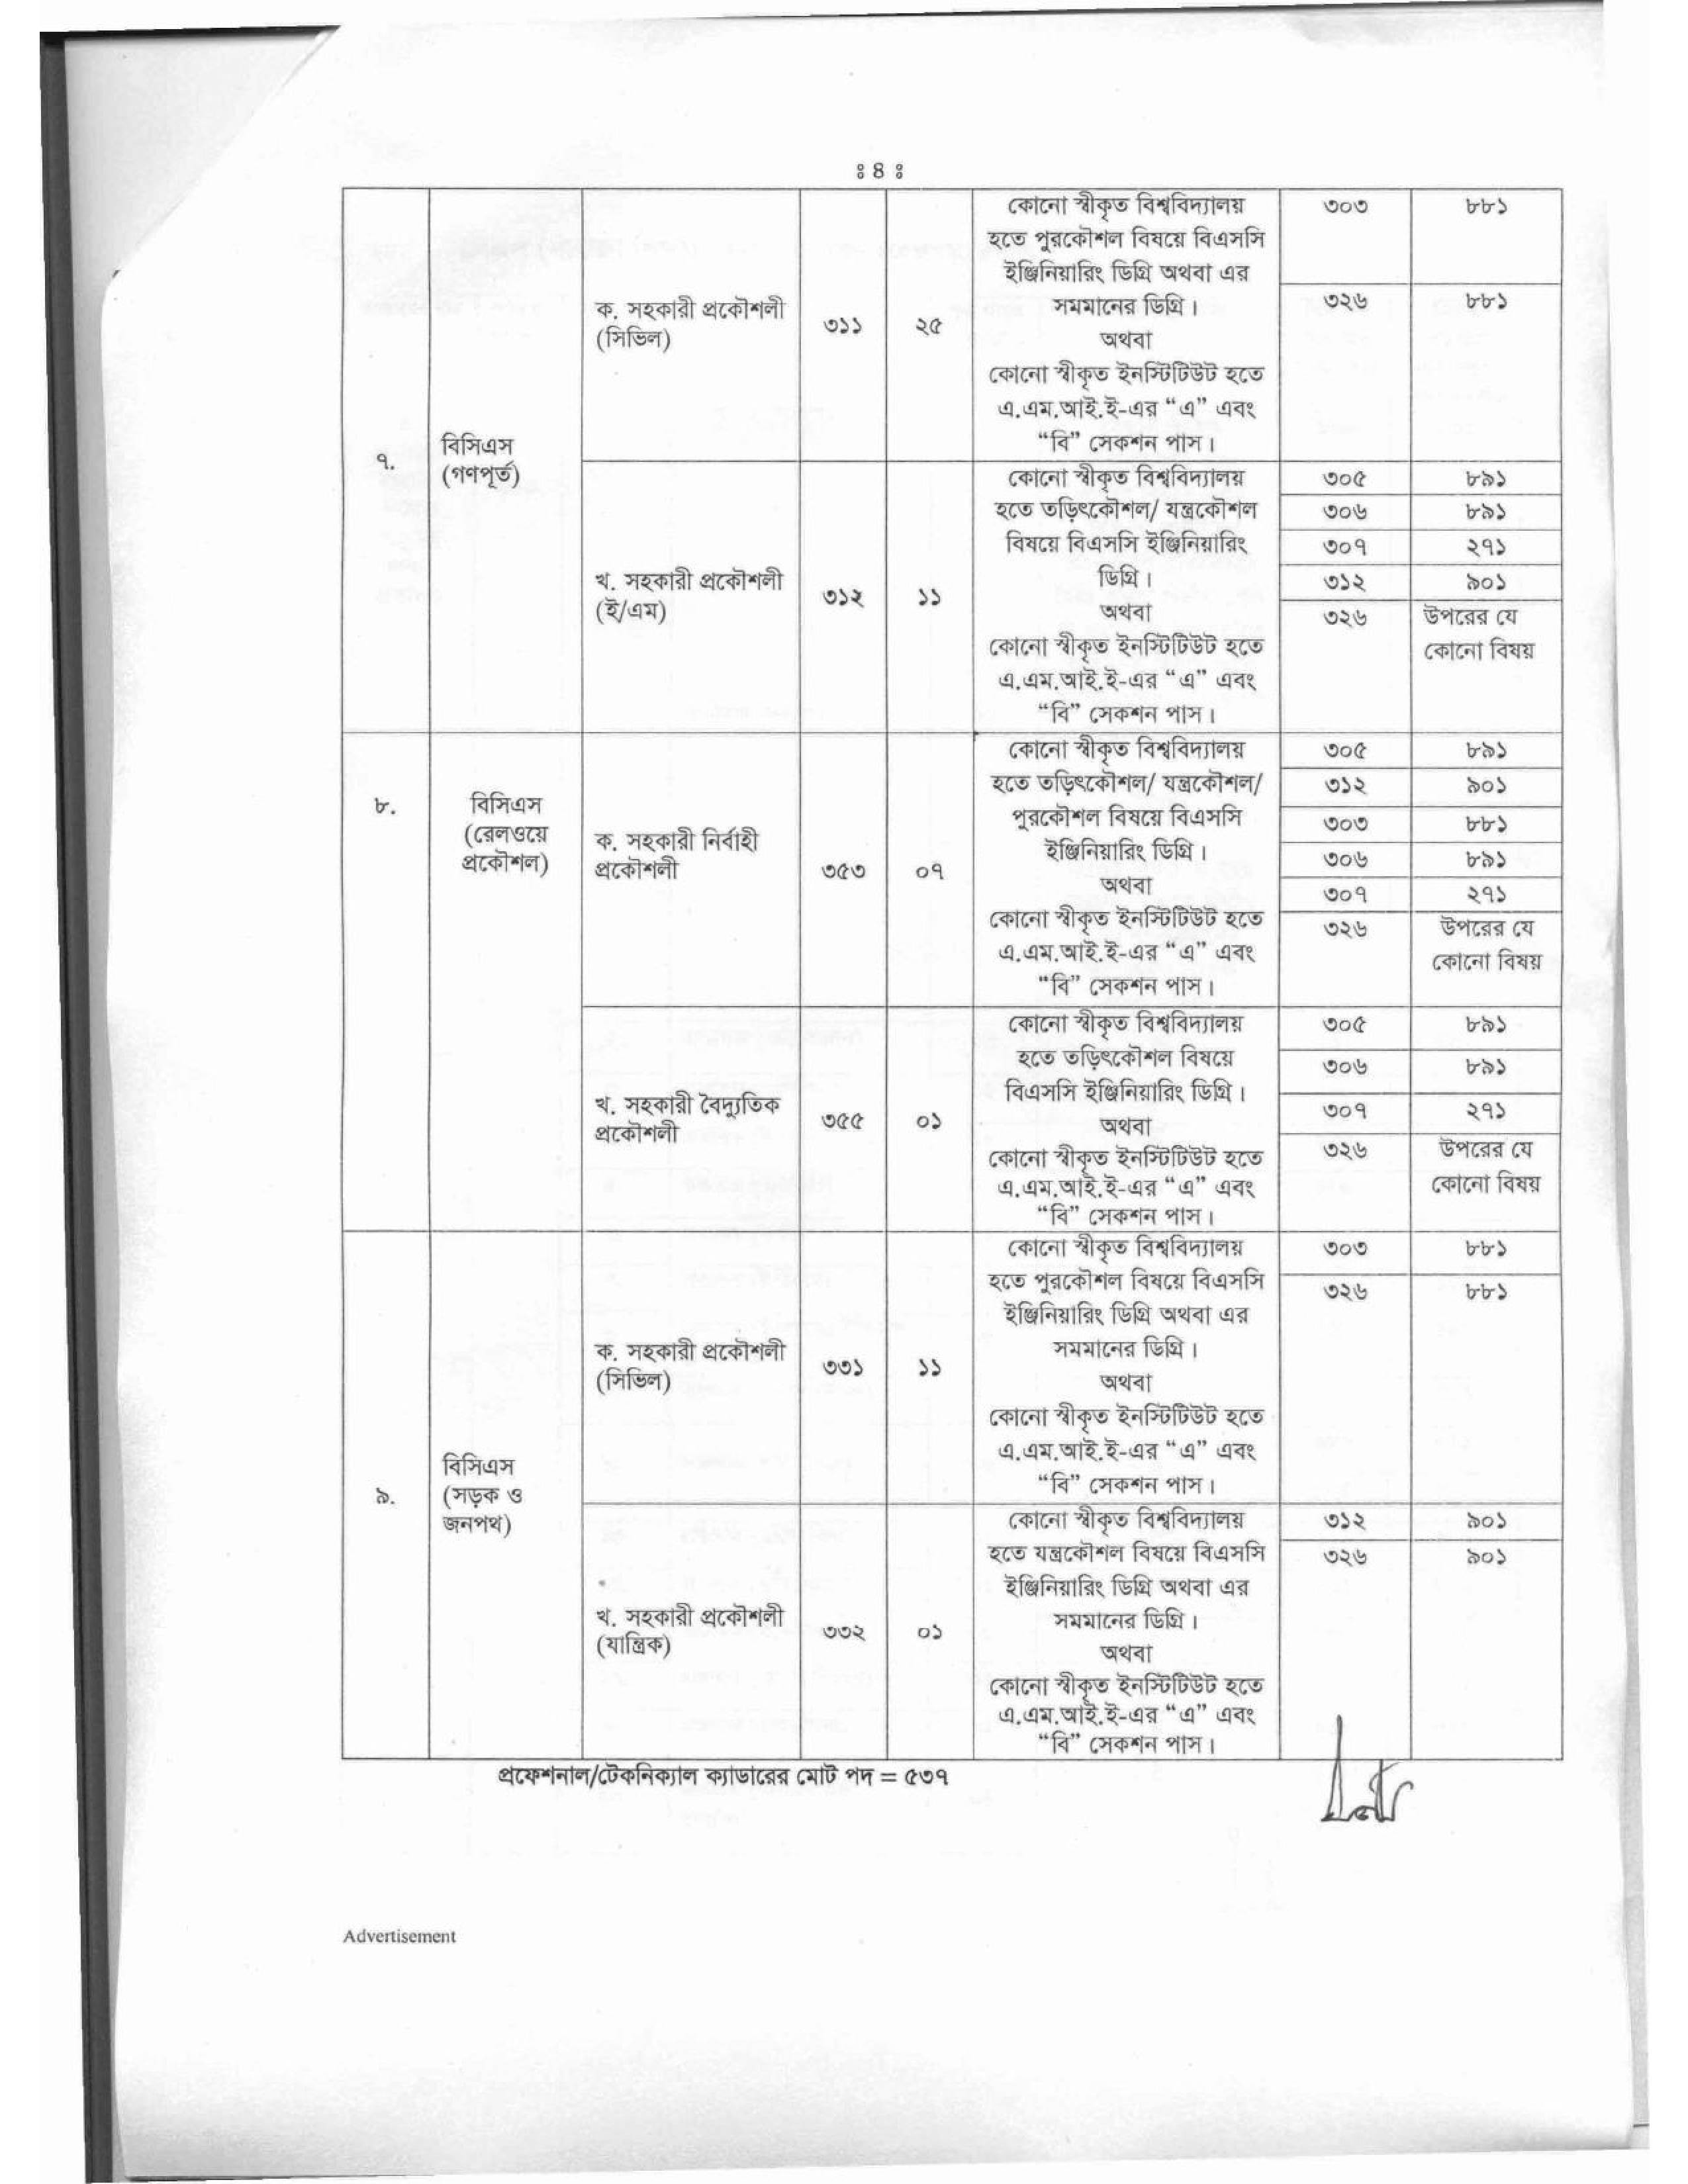 ঃ ৪ ঃ
৭.
বিসিএস
(গণপূর্ত)
ক. সহকারী প্রকৌশলী
(সিভিল)
৩১১
২৫
কোনো স্বীকৃত বিশ্ববিদ্যালয়
হতে পুরকৌশল বিষয়ে বিএসসি
ইঞ্জিনিয়ারিং ডিগ্রি অথবা এর
সমমানের ডিগ্রি।
অথবা
কোনো স্বীকৃত ইনস্টিটিউট হতে
এ.এম.আই.ই-এর “এ” এবং
“বি” সেকশন পাস।
৩০৩ ৮৮১
৩২৬ ৮৮১
খ. সহকারী প্রকৌশলী
(ই/এম)
৩১২
১১
কোনো স্বীকৃত বিশ্ববিদ্যালয়
হতে তড়িৎকৌশল/ যন্ত্রকৌশল
বিষয়ে বিএসসি ইঞ্জিনিয়ারিং
ডিগ্রি।
অথবা
কোনো স্বীকৃত ইনস্টিটিউট হতে
এ.এম.আই.ই-এর “এ” এবং
“বি” সেকশন পাস।
৩০৫ ৮৯১
৩০৬ ৮৯১
৩০৭ ২৭১
৩১২ ৯০১
৩২৬ উপরের যে
কোনো বিষয়
৮.
বিসিএস
(রেলওয়ে
প্রকৌশল)
ক. সহকারী নির্বাহী
প্রকৌশলী
৩৫৩
০৭
কোনো স্বীকৃত বিশ্ববিদ্যালয়
হতে তড়িৎকৌশল/ যন্ত্রকৌশল/
পুরকৌশল বিষয়ে বিএসসি
ইঞ্জিনিয়ারিং ডিগ্রি।
অথবা
কোনো স্বীকৃত ইনস্টিটিউট হতে
এ.এম.আই.ই-এর “এ” এবং
“বি” সেকশন পাস।
৩০৫ ৮৯১
৩১২ ৯০১
৩০৩ ৮৮১
৩০৬ ৮৯১
৩০৭ ২৭১
৩২৬ উপরের যে
কোনো বিষয়
খ. সহকারী বৈদ্যুতিক
প্রকৌশলী
৩৫৫
০১
কোনো স্বীকৃত বিশ্ববিদ্যালয়
হতে তড়িৎকৌশল বিষয়ে
বিএসসি ইঞ্জিনিয়ারিং ডিগ্রি।
অথবা
কোনো স্বীকৃত ইনস্টিটিউট হতে
এ.এম.আই.ই-এর “এ” এবং
“বি” সেকশন পাস।
৩০৫ ৮৯১
৩০৬ ৮৯১
৩০৭ ২৭১
৩২৬ উপরের যে
কোনো বিষয়
৯.
বিসিএস
(সড়ক ও
জনপথ)
ক. সহকারী প্রকৌশলী
(সিভিল)
৩৩১
১১
কোনো স্বীকৃত বিশ্ববিদ্যালয়
হতে পুরকৌশল বিষয়ে বিএসসি
ইঞ্জিনিয়ারিং ডিগ্রি অথবা এর
সমমানের ডিগ্রি।
অথবা
কোনো স্বীকৃত ইনস্টিটিউট হতে
এ.এম.আই.ই-এর “এ” এবং
“বি” সেকশন পাস।
৩০৩ ৮৮১
৩২৬ ৮৮১
খ. সহকারী প্রকৌশলী
(যান্ত্রিক)
৩৩২
০১
কোনো স্বীকৃত বিশ্ববিদ্যালয়
হতে যন্ত্রকৌশল বিষয়ে বিএসসি
ইঞ্জিনিয়ারিং ডিগ্রি অথবা এর
সমমানের ডিগ্রি।
অথবা
কোনো স্বীকৃত ইনস্টিটিউট হতে
এ.এম.আই.ই-এর “এ” এবং
“বি” সেকশন পাস।
৩১২ ৯০১
৩২৬ ৯০১
প্রফেশনাল/টেকনিক্যাল ক্যাডারের মোট পদ = ৫৩৭
Advertisement